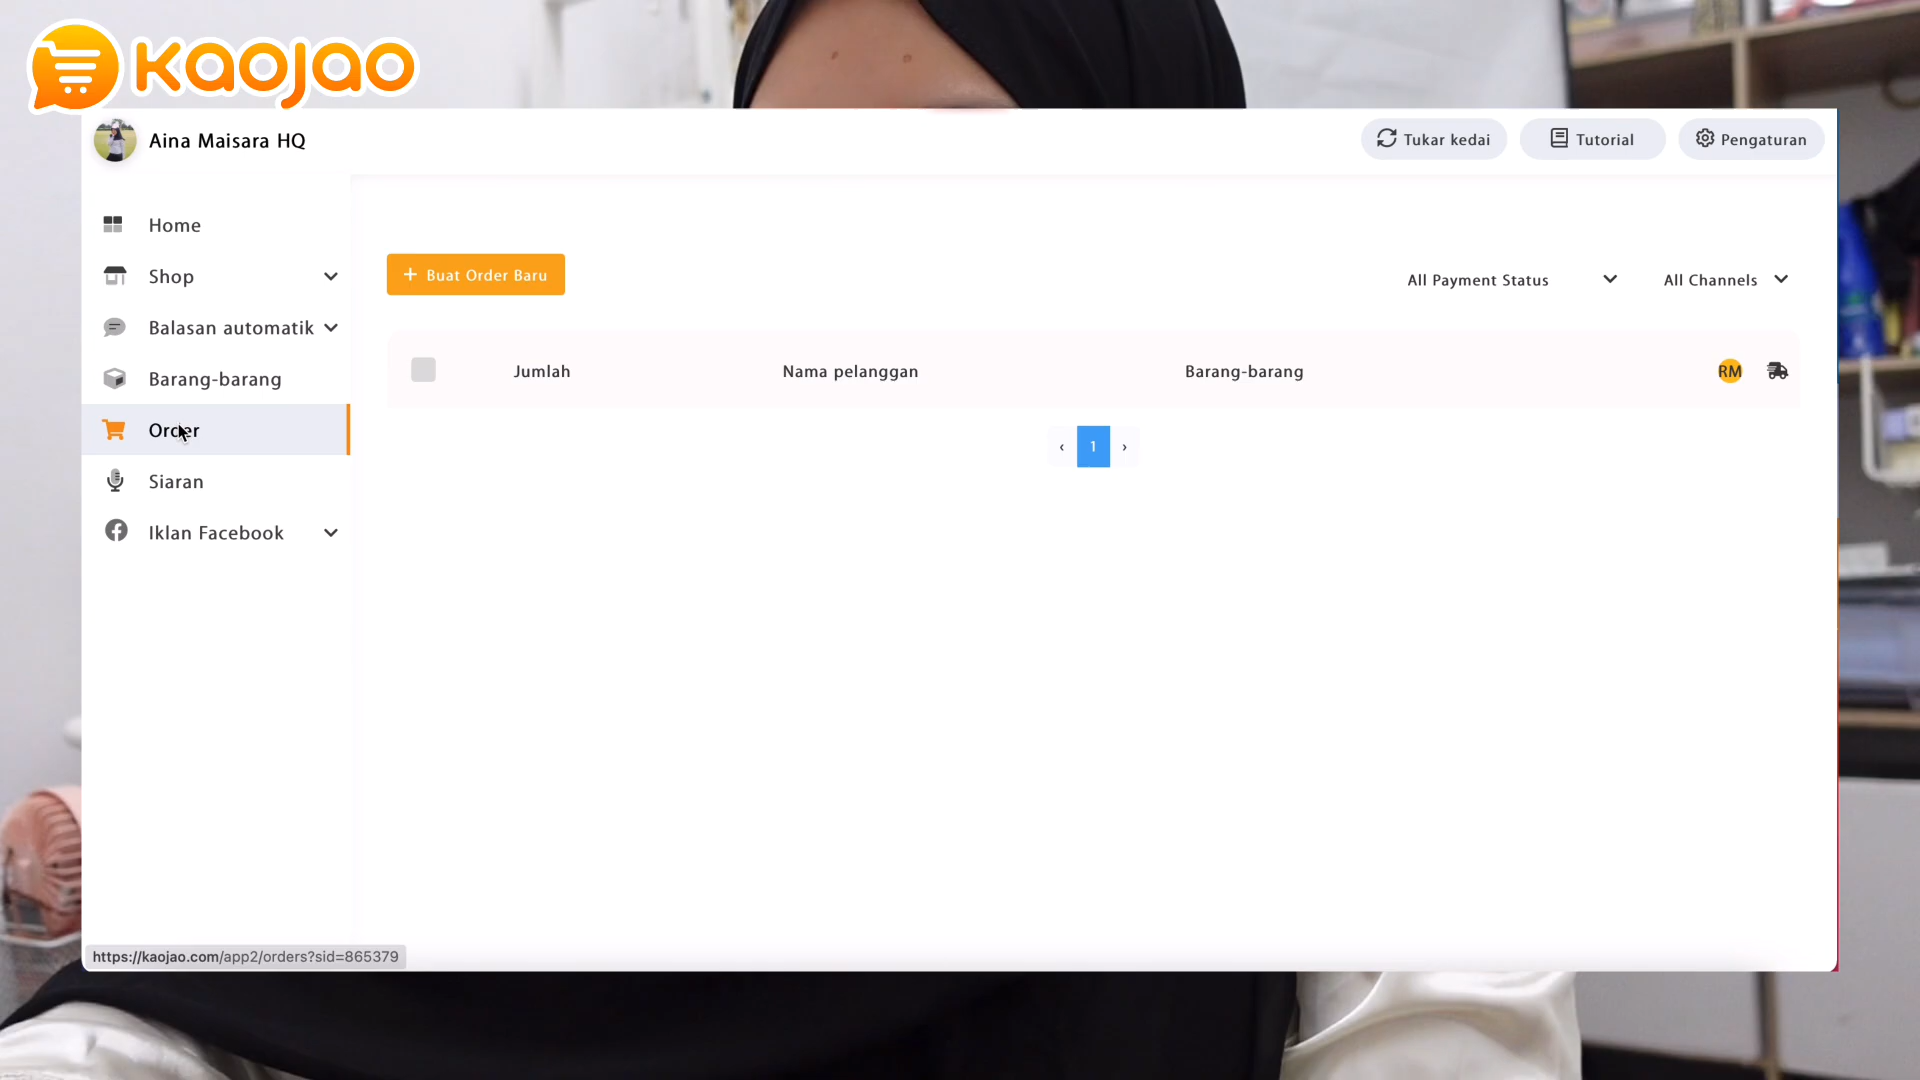 kaojao
Aina Maisara HQ
Tukar kedai
Tutorial
Pengaturan
Home
Shop
Balasan automatik
Barang-barang
Order
Siaran
Iklan Facebook
+ Buat Order Baru
All Payment Status
All Channels
Jumlah
Nama pelanggan
Barang-barang
RM
‹ 1 ›
https://kaojao.com/app2/orders?sid=865379